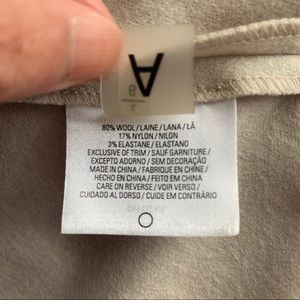 A
80% WOOL / LAINE / LANA / LÃ
17% NYLON / NILON
3% ELASTANE / ELASTANO
EXCLUSIVE OF TRIM / SAUF GARNITURE /
EXCEPTO ADORNO / SEM DECORAÇÃO
MADE IN CHINA / FABRIQUE EN CHINE /
HECHO EN CHINA / FEITO EM CHINA
CARE ON REVERSE / VOIR VERSO /
CUIDADO AL DORSO / CUIDE EM CONTRÁRIO